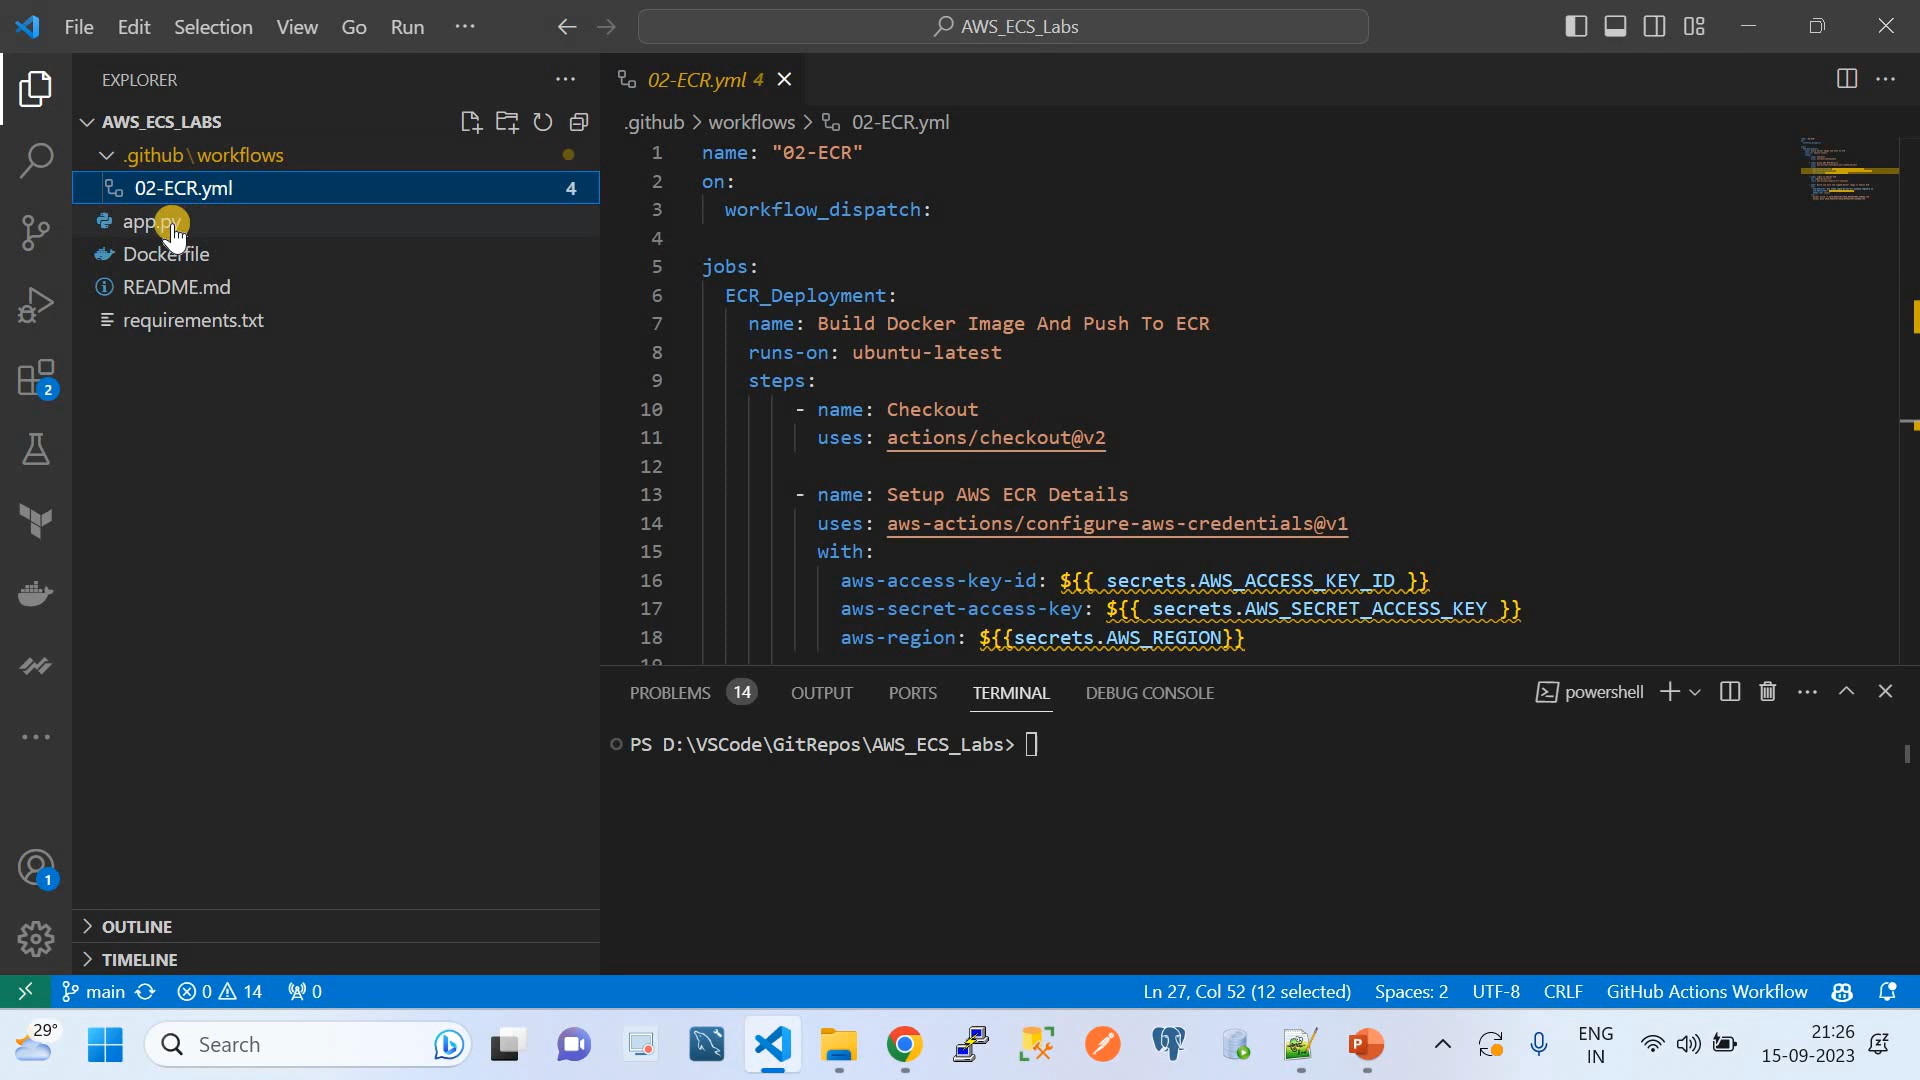 File Edit Selection View Go Run ··· AWS_ECS_Labs
EXPLORER
AWS_ECS_LABS
.github\workflows
02-ECR.yml 4
app.py
Dockerfile
README.md
requirements.txt
2
1
OUTLINE
TIMELINE
02-ECR.yml 4
.github > workflows > 02-ECR.yml
1 name: "02-ECR"
2 on:
3 workflow_dispatch:
4
5 jobs:
6 ECR_Deployment:
7 name: Build Docker Image And Push To ECR
8 runs-on: ubuntu-latest
9 steps:
10 - name: Checkout
11 uses: actions/checkout@v2
12
13 - name: Setup AWS ECR Details
14 uses: aws-actions/configure-aws-credentials@v1
15 with:
16 aws-access-key-id: ${{ secrets.AWS_ACCESS_KEY_ID }}
17 aws-secret-access-key: ${{ secrets.AWS_SECRET_ACCESS_KEY }}
18 aws-region: ${{secrets.AWS_REGION}}
19
PROBLEMS 14 OUTPUT PORTS TERMINAL DEBUG CONSOLE powershell
PS D:\VSCode\GitRepos\AWS_ECS_Labs>
main 0 14 0 Ln 27, Col 52 (12 selected) Spaces: 2 UTF-8 CRLF GitHub Actions Workflow
29° Search ENG IN 21:26 15-09-2023